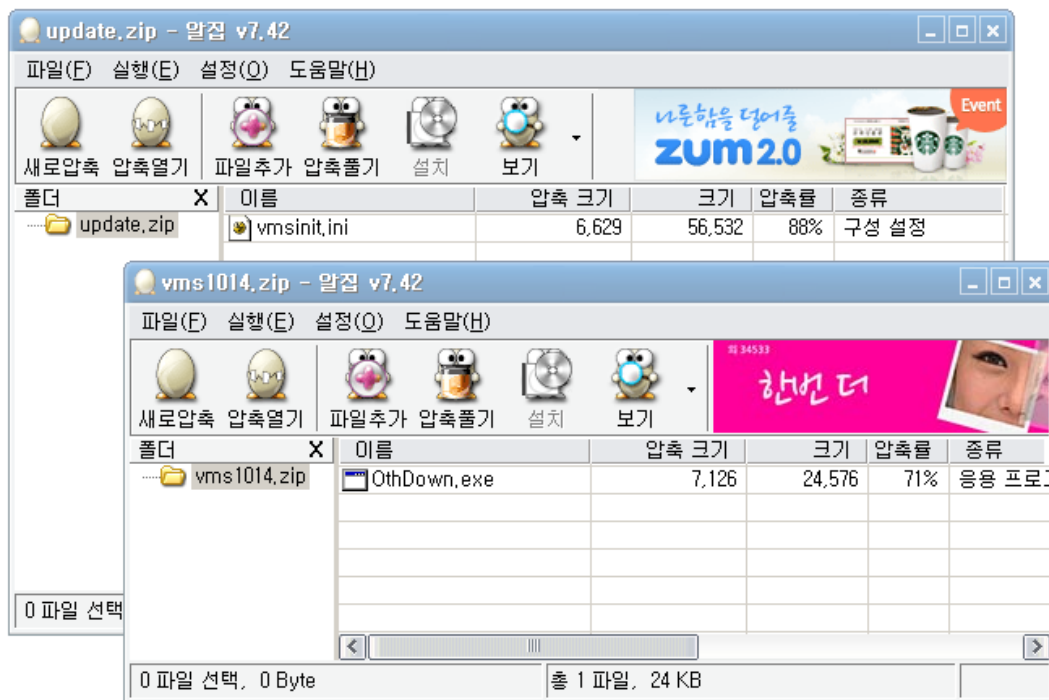 update.zip - 알집 v7.42
파일(F) 실행(E) 설정(O) 도움말(H)
새로압축 압축열기 파일추가 압축풀기 설치 보기
나른함을 덜어줄
zum 2.0
Event
폴더 X 이름 압축 크기 크기 압축률 종류
update.zip vmsinit.ini 6,629 56,532 88% 구성 설정
0 파일 선택
vms1014.zip - 알집 v7.42
파일(F) 실행(E) 설정(O) 도움말(H)
새로압축 압축열기 파일추가 압축풀기 설치 보기
34533
한번 더
폴더 X 이름 압축 크기 크기 압축률 종류
vms1014.zip OthDown.exe 7,126 24,576 71% 응용 프로
0 파일 선택, 0 Byte 총 1 파일, 24 KB